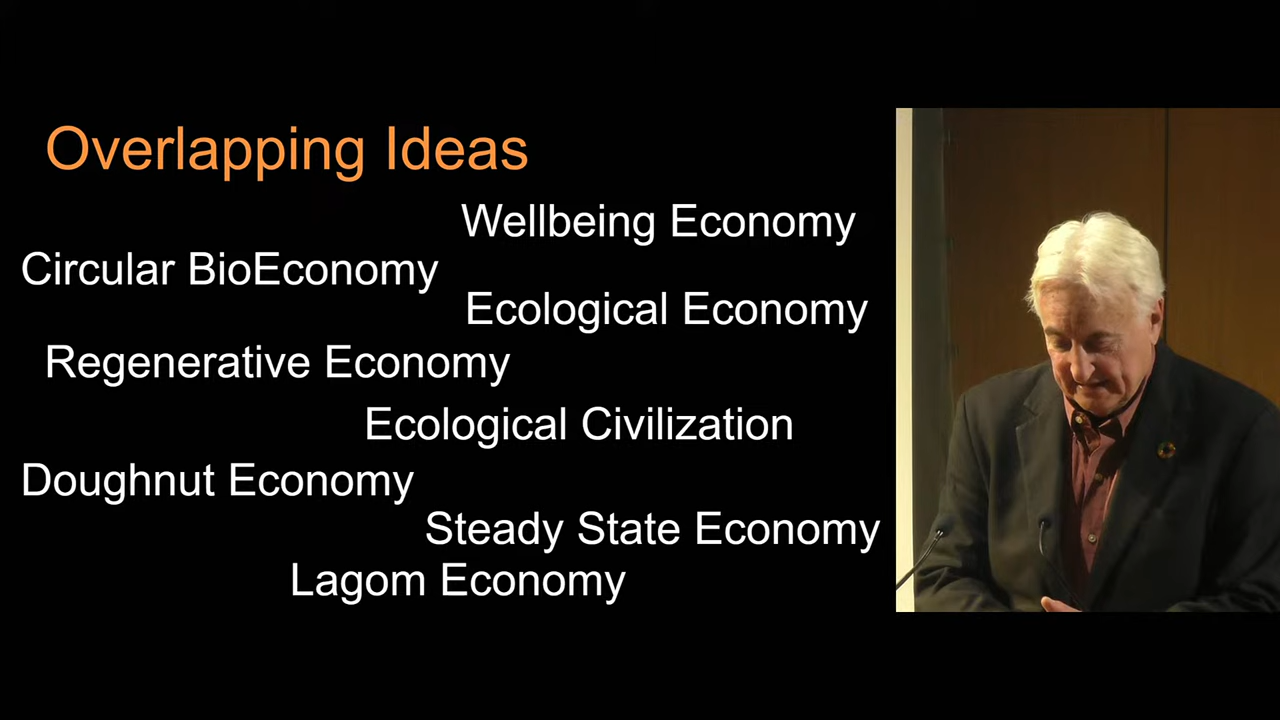 Overlapping Ideas
Wellbeing Economy
Circular BioEconomy
Ecological Economy
Regenerative Economy
Ecological Civilization
Doughnut Economy
Steady State Economy
Lagom Economy